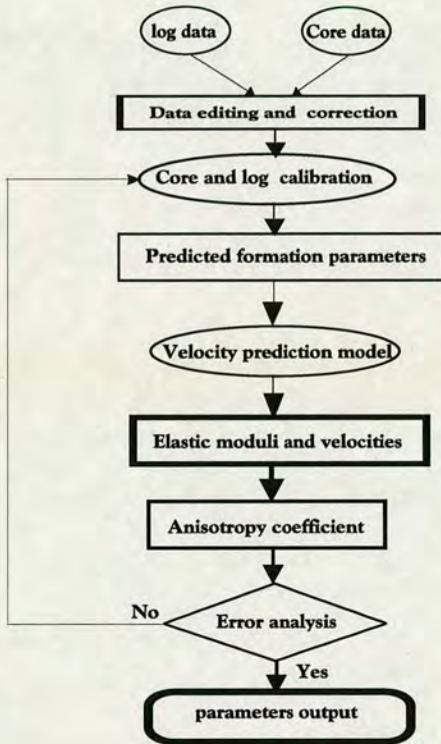 log data
Core data
Data editing and correction
Core and log calibration
Predicted formation parameters
Velocity prediction model
Elastic moduli and velocities
Anisotropy coefficient
No
Error analysis
Yes
parameters output